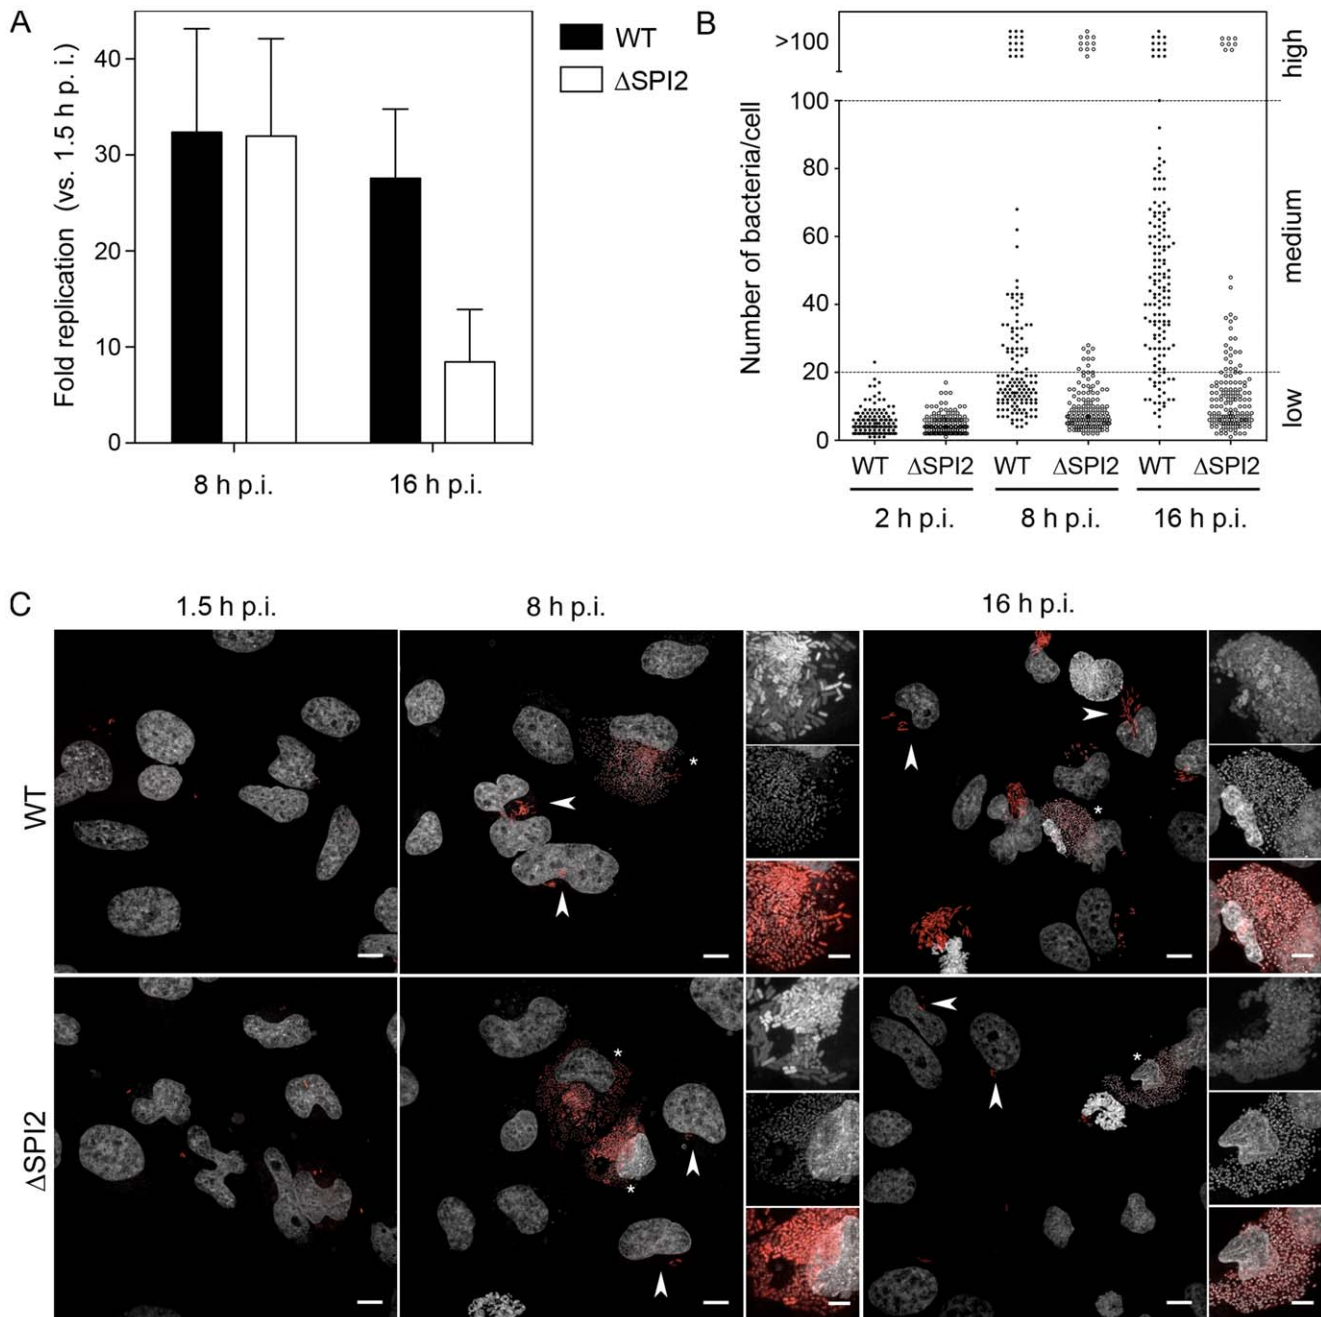 A
Fold replication (vs. 1.5 h p. i.)
40
30
20
10
0
8 h p.i.
16 h p.i.
WT
ΔSPI2
B
Number of bacteria/cell
>100
100
80
60
40
20
0
high
medium
low
WT ΔSPI2 WT ΔSPI2 WT ΔSPI2
2 h p.i. 8 h p.i. 16 h p.i.
C
1.5 h p.i. 8 h p.i. 16 h p.i.
WT
*
*
ΔSPI2
*
*
*